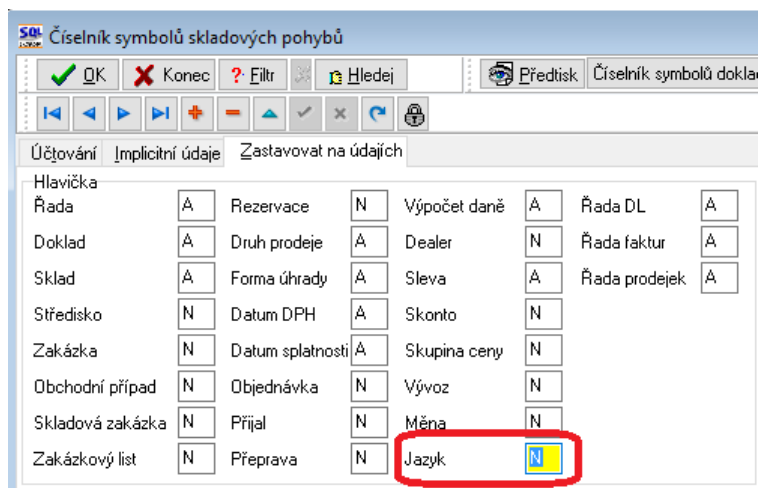 SQL Číselník symbolů skladových pohybů
OK Konec Filtr Hledej Předtisk Číselník symbolů dokla
Účtování Implicitní údaje Zastavovat na údajích
Hlavička
Řada A Rezervace N Výpočet daně A Řada DL A
Doklad A Druh prodeje A Dealer N Řada faktur A
Sklad A Forma úhrady A Sleva A Řada prodejek A
Středisko N Datum DPH A Skonto N
Zakázka N Datum splatnosti A Skupina ceny N
Obchodní případ N Objednávka N Vývoz N
Skladová zakázka N Přijal N Měna N
Zakázkový list N Přeprava N Jazyk N